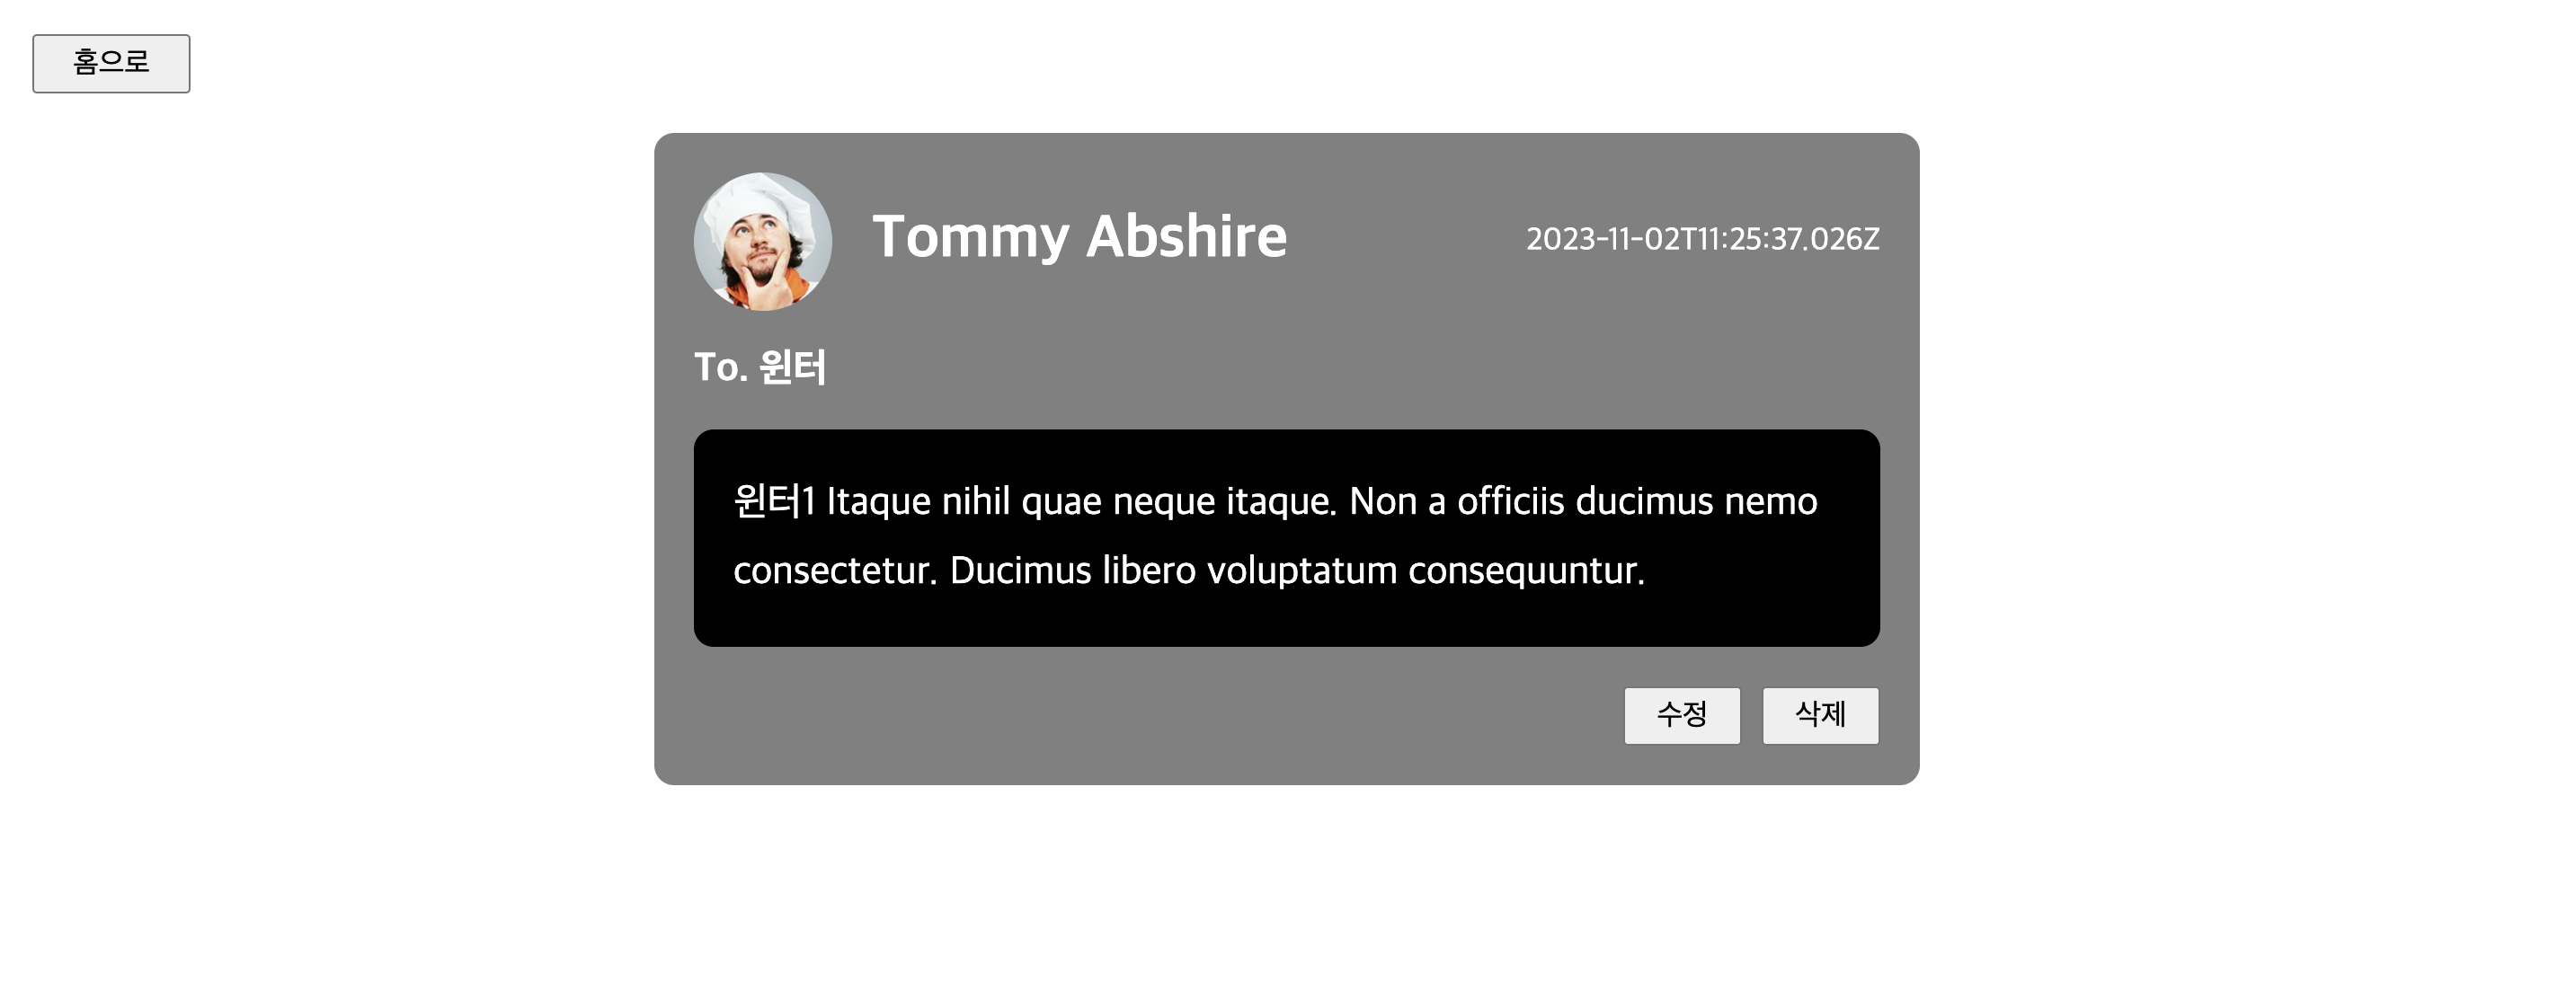 홈으로
Tommy Abshire
2023-11-02T11:25:37.026Z
To. 윈터
윈터1 Itaque nihil quae neque itaque. Non a officiis ducimus nemo
consectetur. Ducimus libero voluptatum consequuntur.
수정
삭제